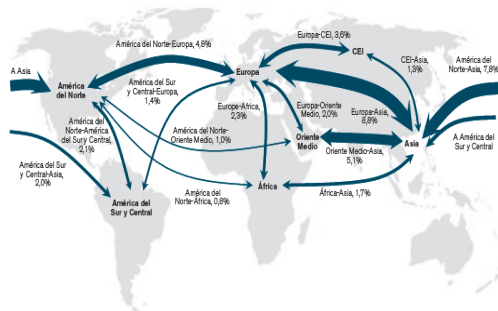 América del Norte-Europa, 4,8%
Europa-CEI, 3,6%
CEI
América del
Norte-Asia, 7,8%
A Asia
América
del Norte
América del Sur
y Central-Europa,
1,4%
Europa
CEI-Asia,
1,3%
Europe-África,
2,3%
Europa-Oriente
Medio, 2,0%
Europa-Asia,
8,8%
América del
Norte-América
del Sur y Central,
2,1%
América del Norte-
Oriente Medio, 1,0%
Oriente
Medio
Asia
A América del
Sur y Central
Oriente Medio-Asia,
5,1%
América del Sur
y Central-Asia,
2,0%
América del
Sur y Central
América del
Norte-África, 0,8%
África
África-Asia, 1,7%